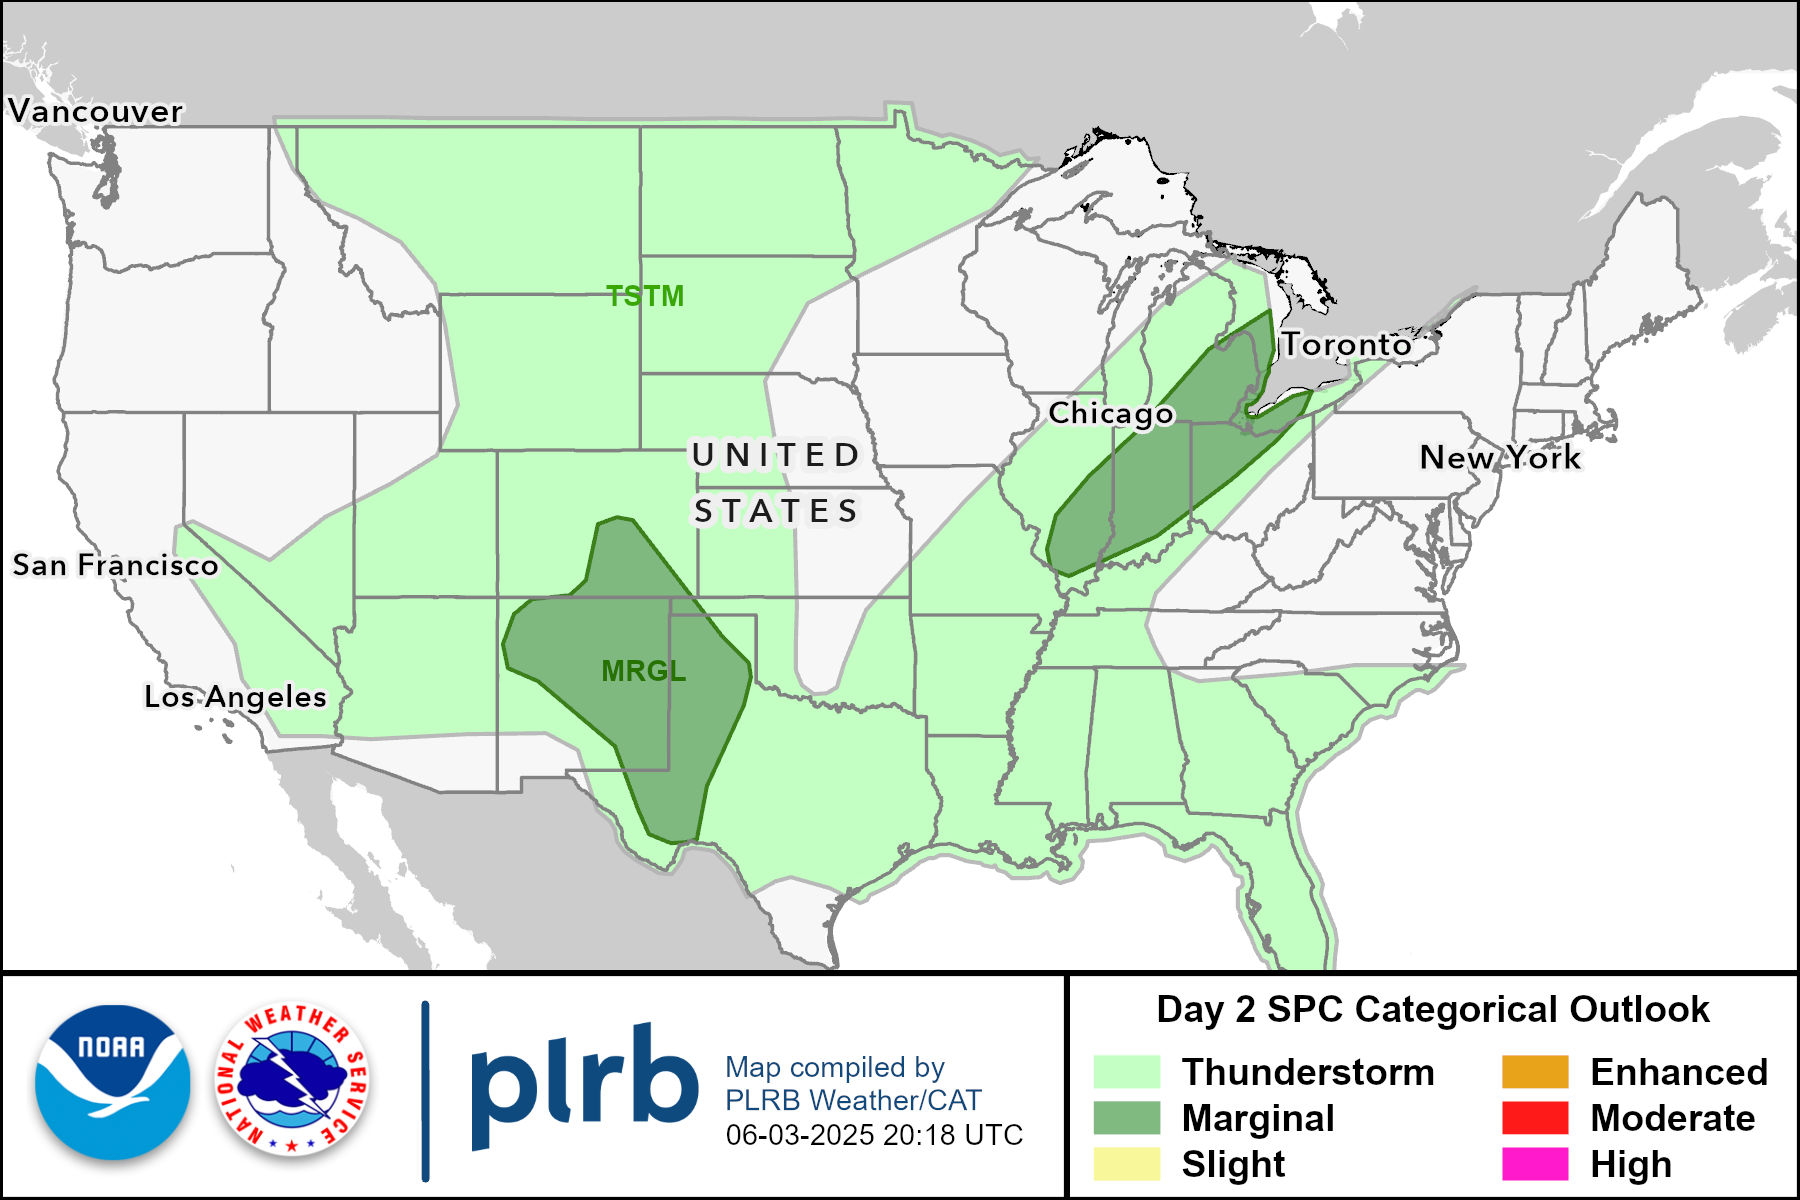 Vancouver
TSTM
Toronto
Chicago
UNITED
STATES
New York
San Francisco
MRGL
Los Angeles
NOAA
NATIONAL WEATHER SERVICE
plrb
Map compiled by
PLRB Weather/CAT
06-03-2025 20:18 UTC
Day 2 SPC Categorical Outlook
Thunderstorm
Enhanced
Marginal
Moderate
Slight
High